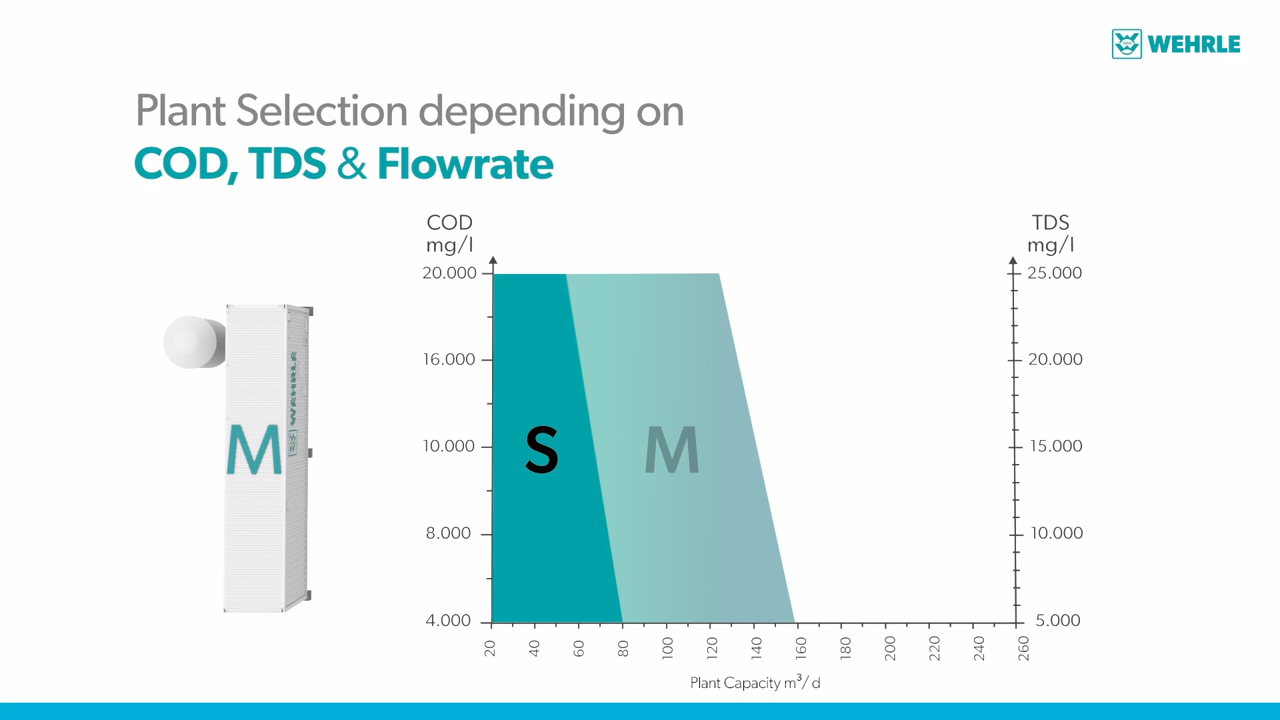 WEHRLE
Plant Selection depending on
COD, TDS & Flowrate
COD
mg/l
TDS
mg/l
20.000
16.000
10.000
8.000
4.000
25.000
20.000
15.000
10.000
5.000
S
M
M
WEHRLE
20
40
60
80
100
120
160
180
200
220
240
260
Plant Capacity m³/ d